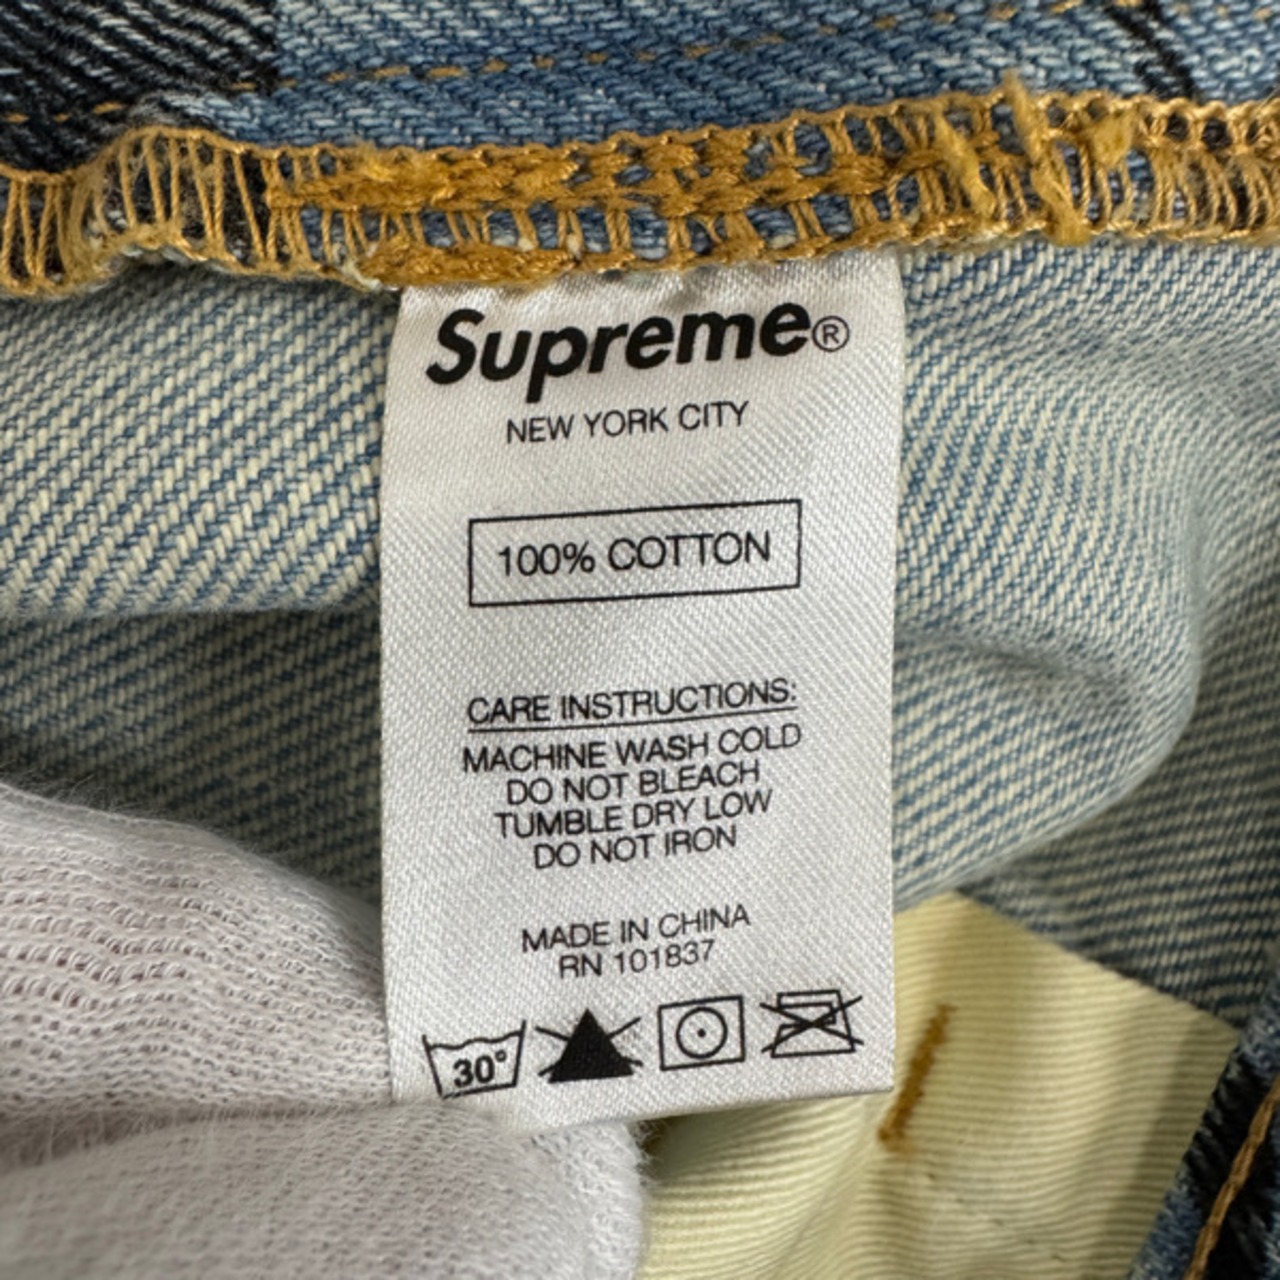 Supreme®
NEW YORK CITY
100% COTTON
CARE INSTRUCTIONS:
MACHINE WASH COLD
DO NOT BLEACH
TUMBLE DRY LOW
DO NOT IRON
MADE IN CHINA
RN 101837
30°